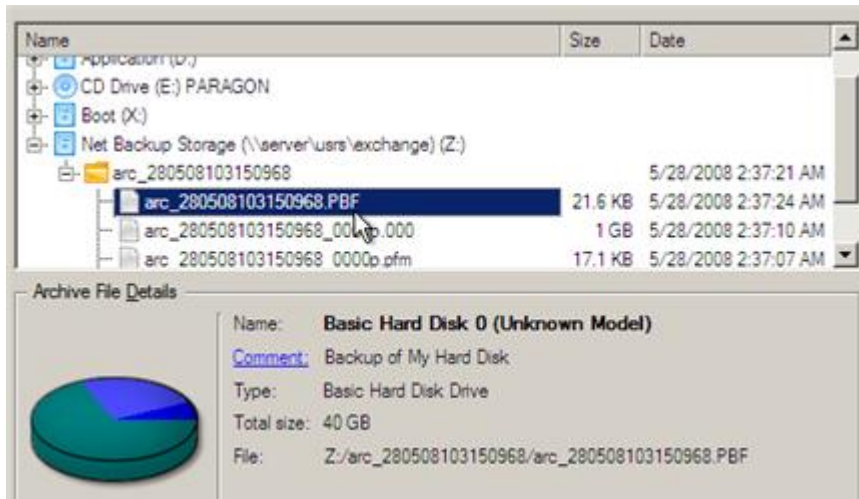 Name Size Date
Application (D:)
CD Drive (E:) PARAGON
Boot (X:)
Net Backup Storage (\\server\usrs\exchange) (Z:)
arc_280508103150968 5/28/2008 2:37:21 AM
arc_280508103150968.PBF 21.6 KB 5/28/2008 2:37:24 AM
arc_280508103150968_0000p.000 1 GB 5/28/2008 2:37:10 AM
arc_280508103150968_0000p.pfm 17.1 KB 5/28/2008 2:37:07 AM
Archive File Details
Name: Basic Hard Disk 0 (Unknown Model)
Comment: Backup of My Hard Disk
Type: Basic Hard Disk Drive
Total size: 40 GB
File: Z:/arc_280508103150968/arc_280508103150968.PBF